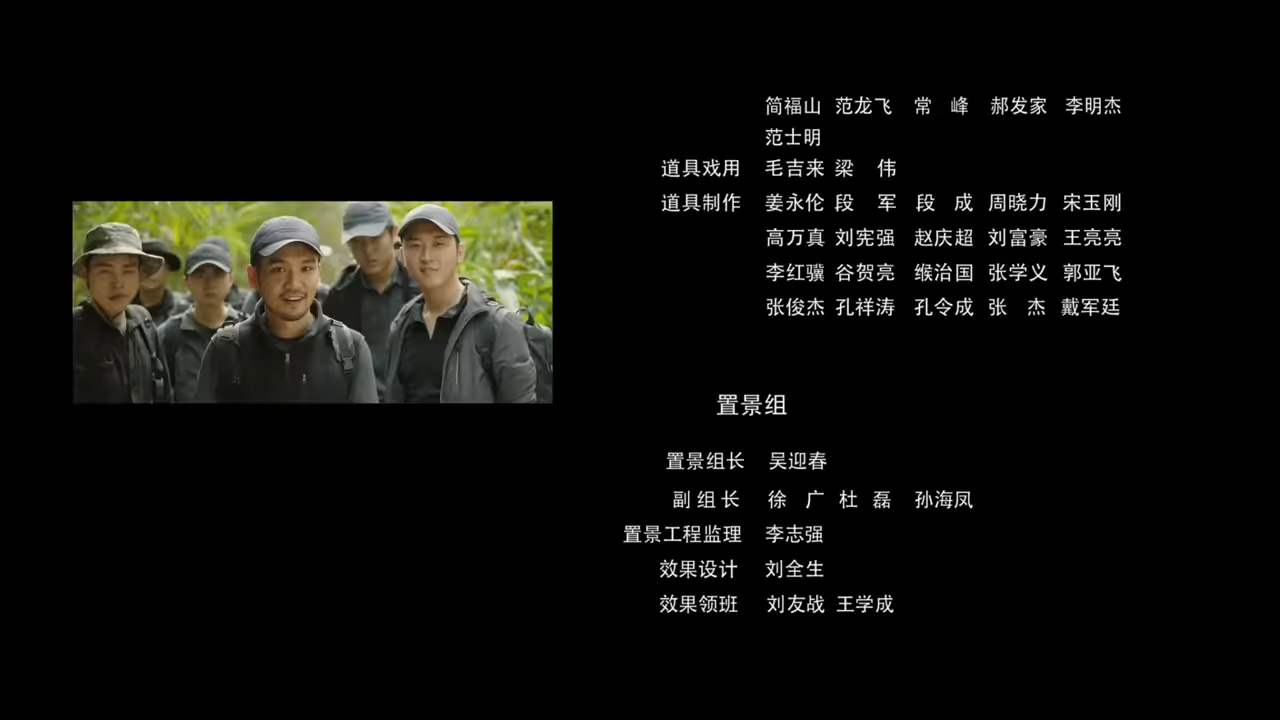 简福山 范龙飞 常 峰 郝发家 李明杰
范士明
道具戏用 毛吉来 梁 伟
道具制作 姜永伦 段 军 段 成 周晓力 宋玉刚
高万真 刘宪强 赵庆超 刘富豪 王亮亮
李红骥 谷贺亮 缑治国 张学义 郭亚飞
张俊杰 孔祥涛 孔令成 张 杰 戴军廷
置景组
置景组长 吴迎春
副组长 徐 广 杜 磊 孙海凤
置景工程监理 李志强
效果设计 刘全生
效果领班 刘友战 王学成